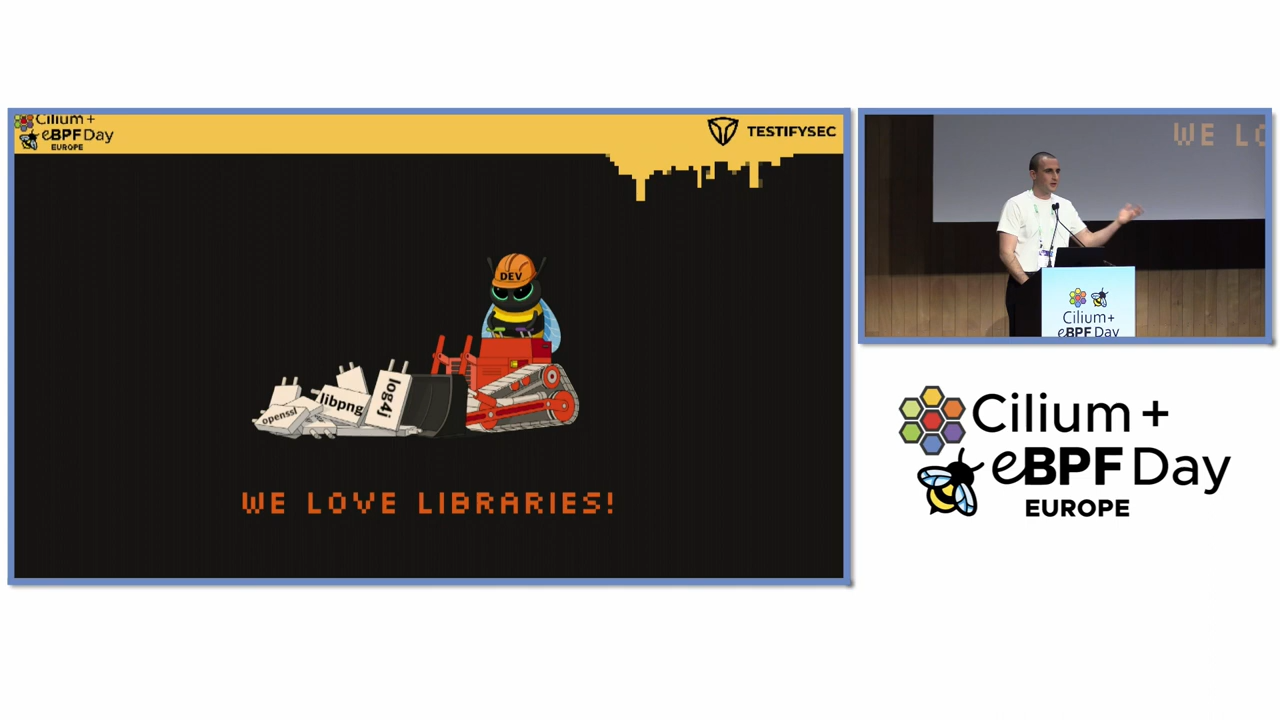 Cilium +
eBPF Day
EUROPE
TESTIFYSEC
DEV
openssl
libpng
log4j
WE LOVE LIBRARIES!
WE LO
Cilium +
eBPF Day
Cilium +
eBPF Day
EUROPE